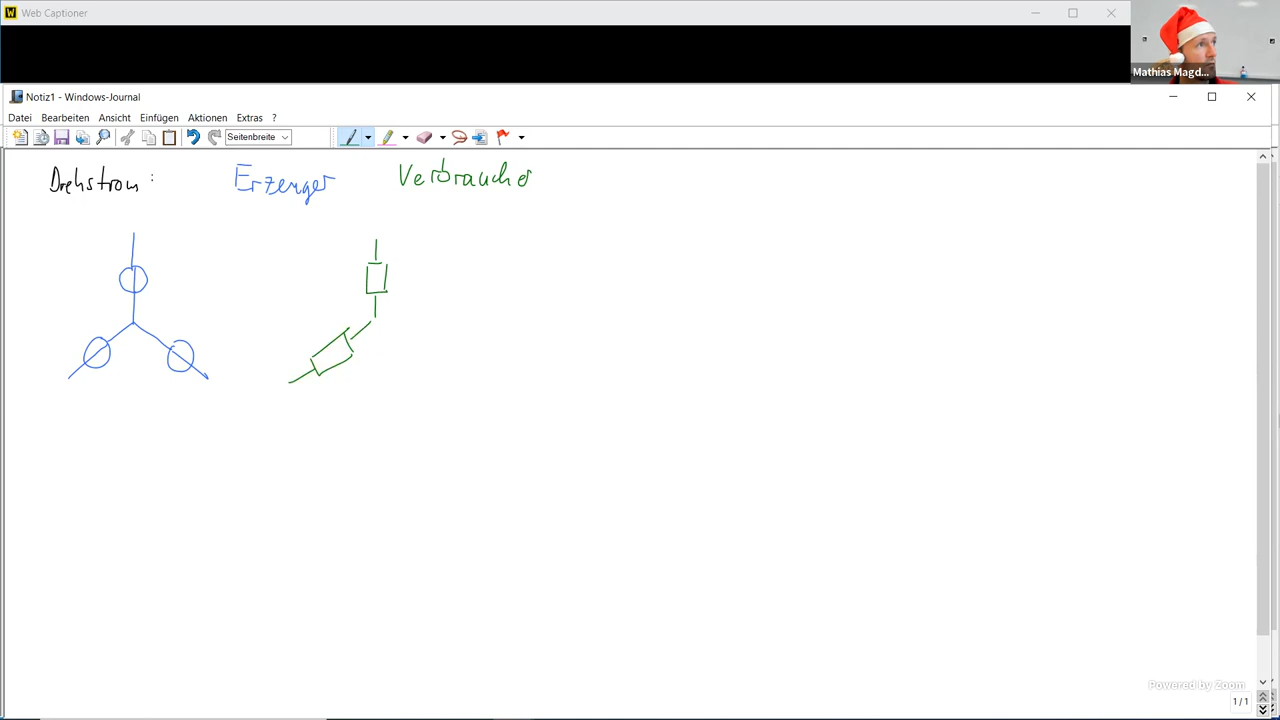 Web Captioner
Mathias Magd...
Notiz1 - Windows-Journal
Datei Bearbeiten Ansicht Einfügen Aktionen Extras ?
Seitenbreite
Drehstrom: Erzeuger Verbraucher
Powered by Zoom
1/1